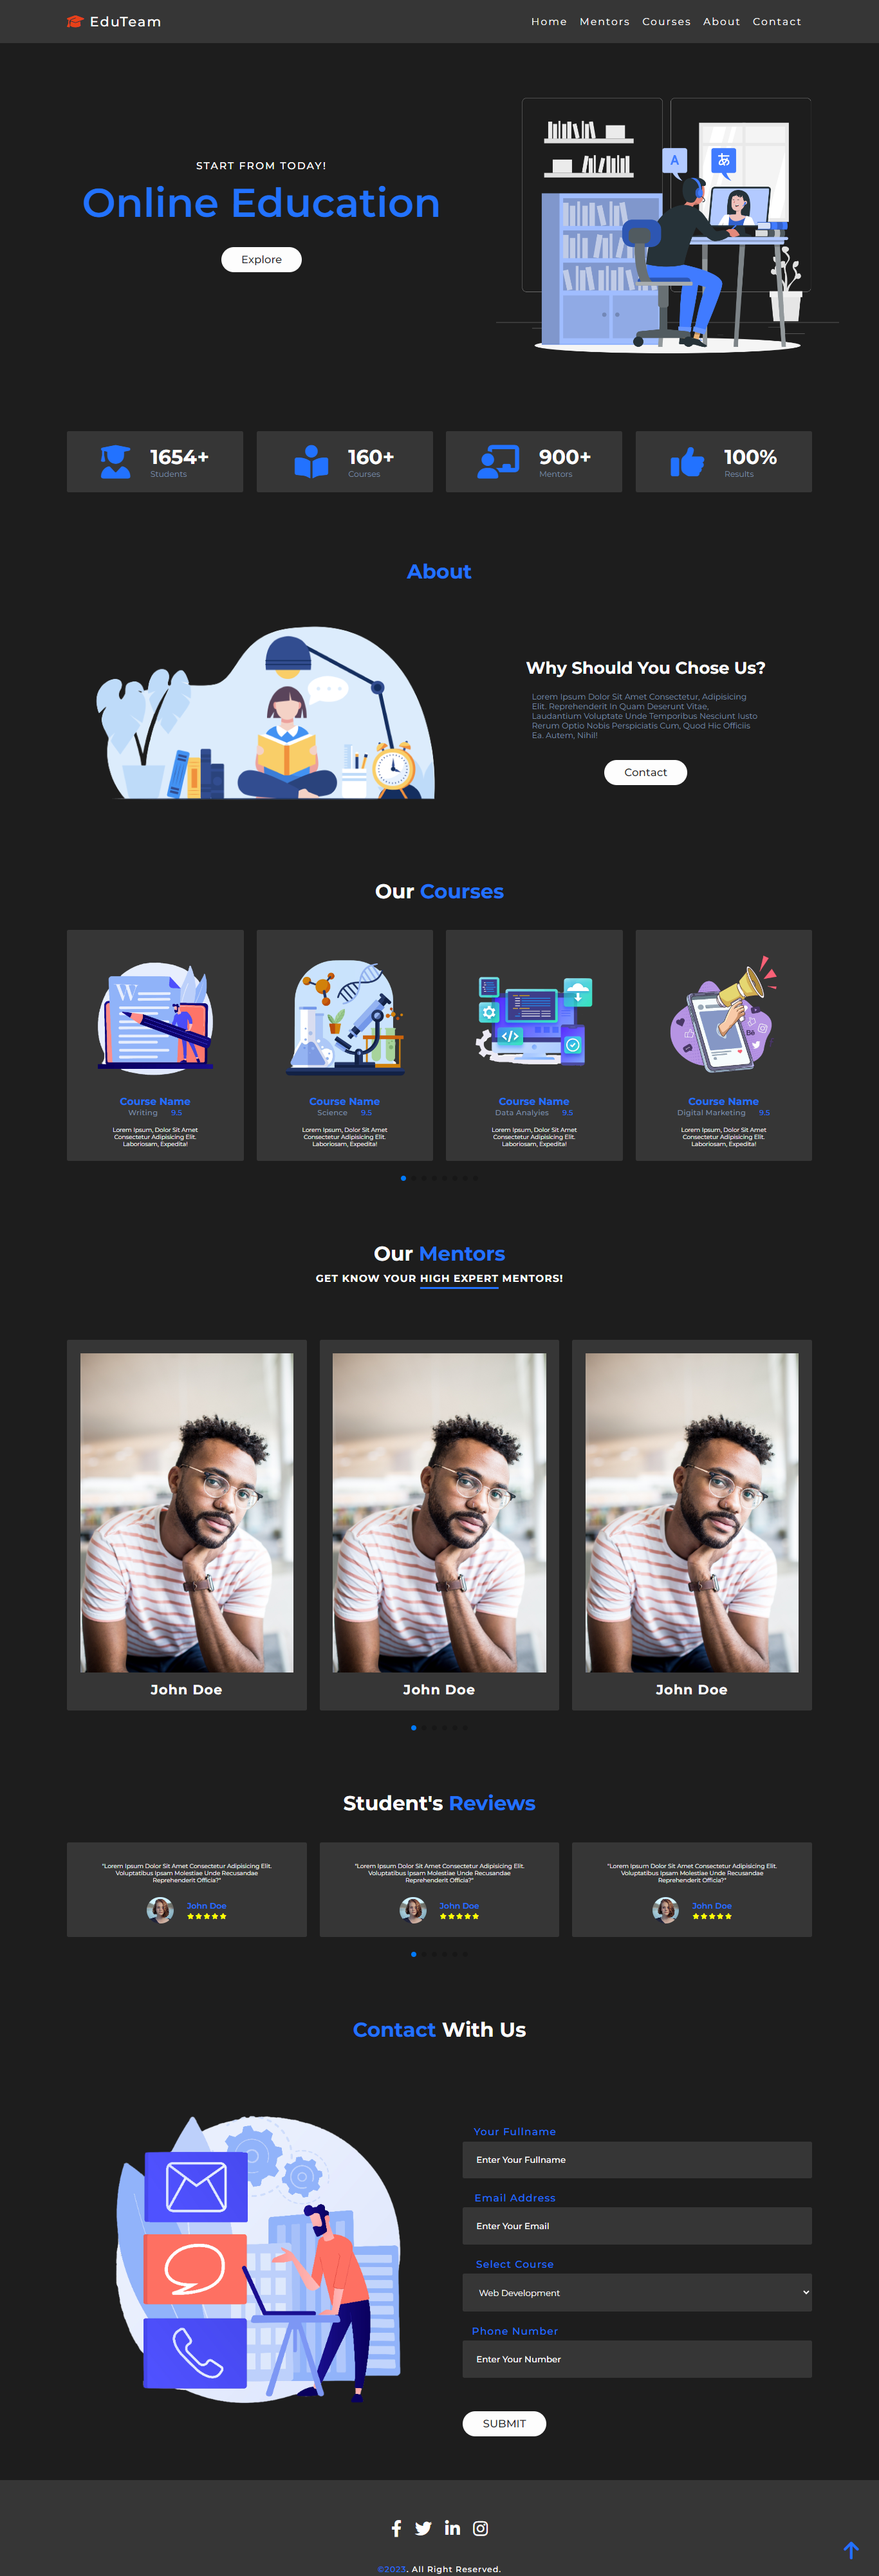 EduTeam
Home Mentors Courses About Contact
START FROM TODAY!
Online Education
Explore
A あ
1654+
Students
160+
Courses
900+
Mentors
100%
Results
About
Why Should You Chose Us?
Lorem Ipsum Dolor Sit Amet Consectetur, Adipisicing
Elit. Reprehenderit In Quam Deserunt Vitae,
Laudantium Voluptate Unde Temporibus Nesciunt Iusto
Rerum Optio Nobis Perspiciatis Cum, Quod Hic Officiis
Ea. Autem, Nihil!
Contact
Our Courses
W
Course Name
Writing 9.5
Lorem Ipsum, Dolor Sit Amet
Consectetur Adipisicing Elit.
Laboriosam, Expedita!
Course Name
Science 9.5
Lorem Ipsum, Dolor Sit Amet
Consectetur Adipisicing Elit.
Laboriosam, Expedita!
</>
Course Name
Data Analyies 9.5
Lorem Ipsum, Dolor Sit Amet
Consectetur Adipisicing Elit.
Laboriosam, Expedita!
Bē
Course Name
Digital Marketing 9.5
Lorem Ipsum, Dolor Sit Amet
Consectetur Adipisicing Elit.
Laboriosam, Expedita!
Our Mentors
GET KNOW YOUR HIGH EXPERT MENTORS!
John Doe
John Doe
John Doe
Student's Reviews
"Lorem Ipsum Dolor Sit Amet Consectetur Adipisicing Elit.
Voluptatibus Ipsam Molestiae Unde Recusandae
Reprehenderit Officia?"
John Doe
"Lorem Ipsum Dolor Sit Amet Consectetur Adipisicing Elit.
Voluptatibus Ipsam Molestiae Unde Recusandae
Reprehenderit Officia?"
John Doe
"Lorem Ipsum Dolor Sit Amet Consectetur Adipisicing Elit.
Voluptatibus Ipsam Molestiae Unde Recusandae
Reprehenderit Officia?"
John Doe
Contact With Us
Your Fullname
Enter Your Fullname
Email Address
Enter Your Email
Select Course
Web Development
Phone Number
Enter Your Number
SUBMIT
©2023. All Right Reserved.